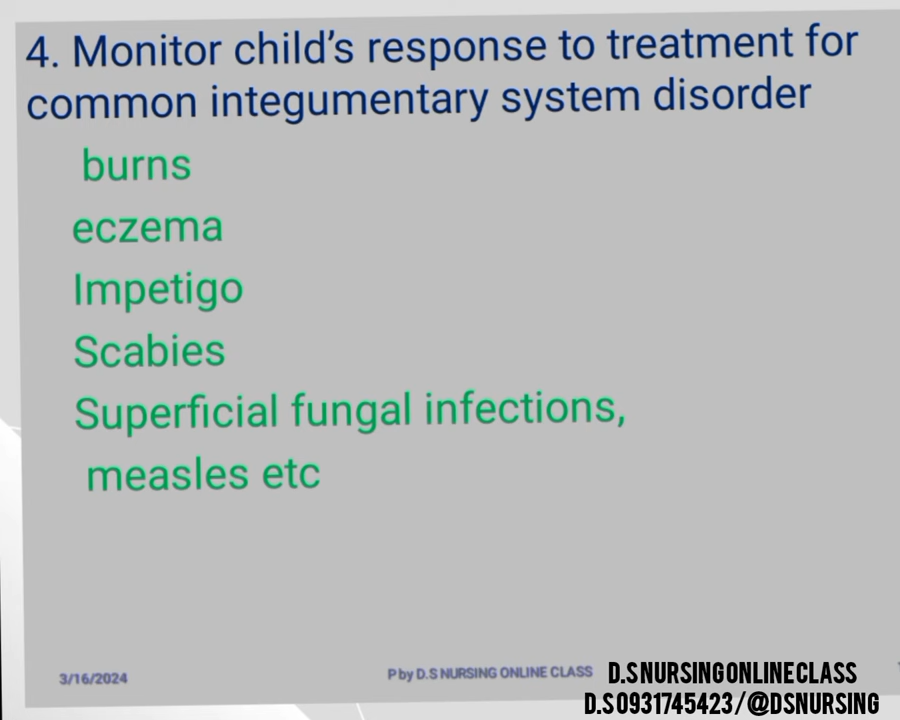 4. Monitor child's response to treatment for
common integumentary system disorder
burns
eczema
Impetigo
Scabies
Superficial fungal infections,
measles etc
3/16/2024
P by D.S NURSING ONLINE CLASS
D.S NURSING ONLINE CLASS
D.S 0931745423 / @DSNURSING